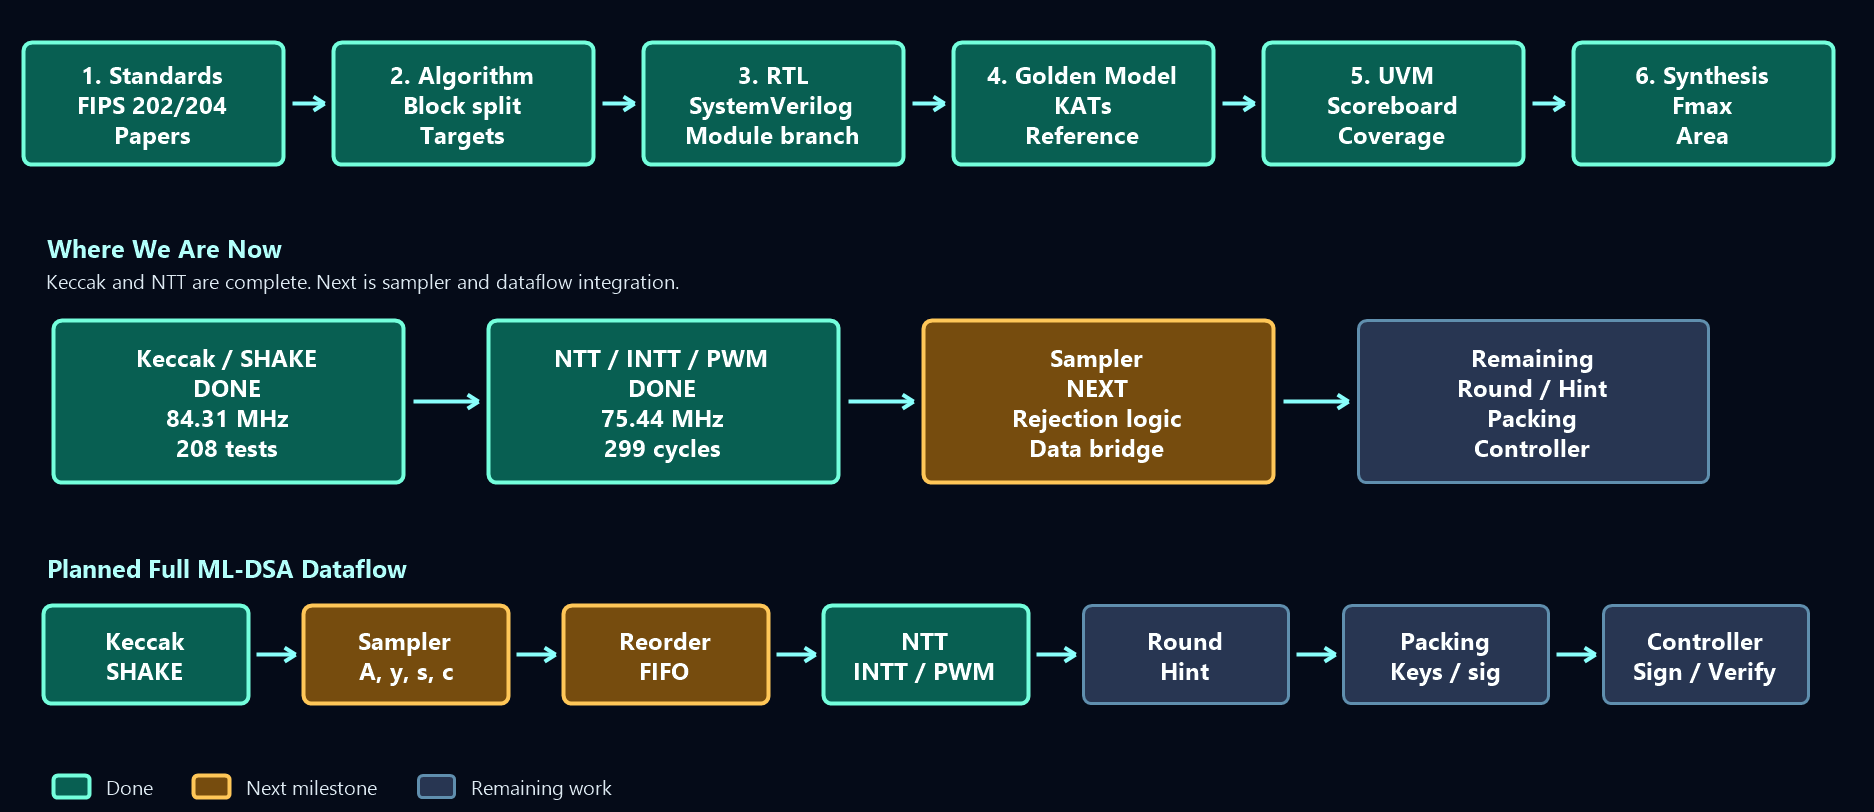 1. Standards
FIPS 202/204
Papers
2. Algorithm
Block split
Targets
3. RTL
SystemVerilog
Module branch
4. Golden Model
KATs
Reference
5. UVM
Scoreboard
Coverage
6. Synthesis
Fmax
Area
Where We Are Now
Keccak and NTT are complete. Next is sampler and dataflow integration.
Keccak / SHAKE
DONE
84.31 MHz
208 tests
NTT / INTT / PWM
DONE
75.44 MHz
299 cycles
Sampler
NEXT
Rejection logic
Data bridge
Remaining
Round / Hint
Packing
Controller
Planned Full ML-DSA Dataflow
Keccak
SHAKE
Sampler
A, y, s, c
Reorder
FIFO
NTT
INTT / PWM
Round
Hint
Packing
Keys / sig
Controller
Sign / Verify
Done
Next milestone
Remaining work